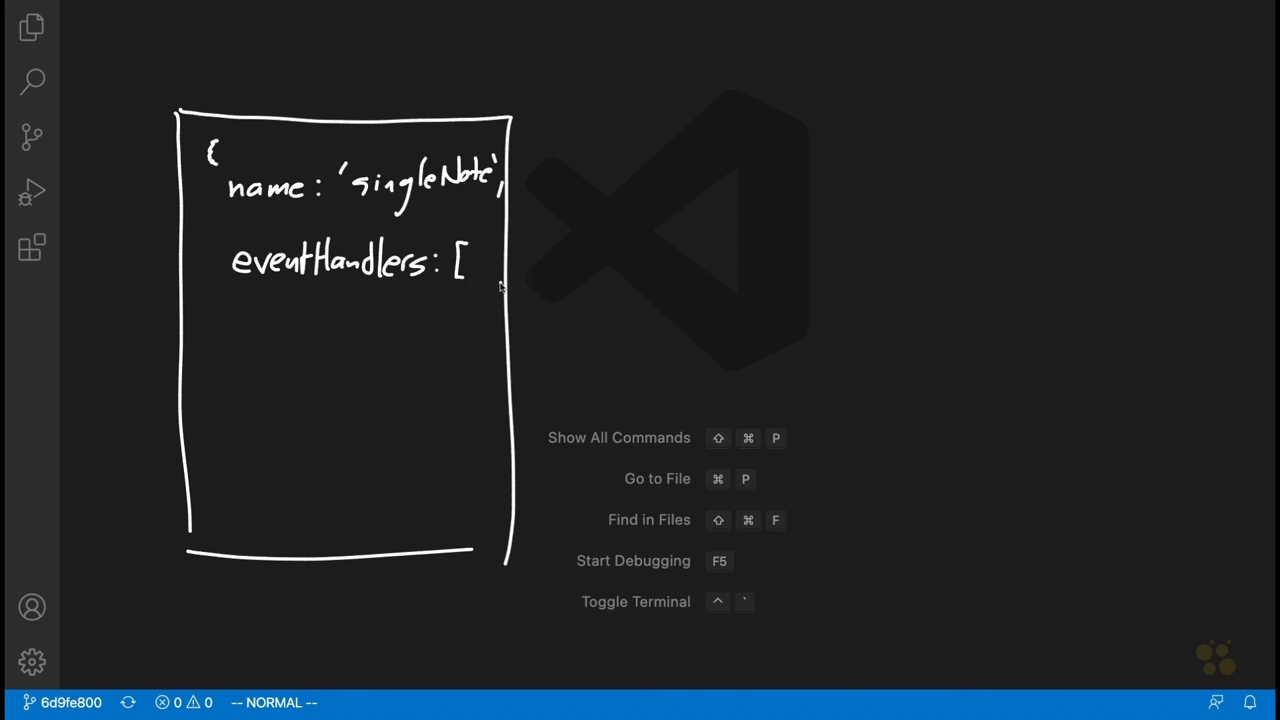 {
name: 'singleNote',
eventHandlers: [
Show All Commands ⇧ ⌘ P
Go to File ⌘ P
Find in Files ⇧ ⌘ F
Start Debugging F5
Toggle Terminal ^ `
6d9fe800 0 0 -- NORMAL --